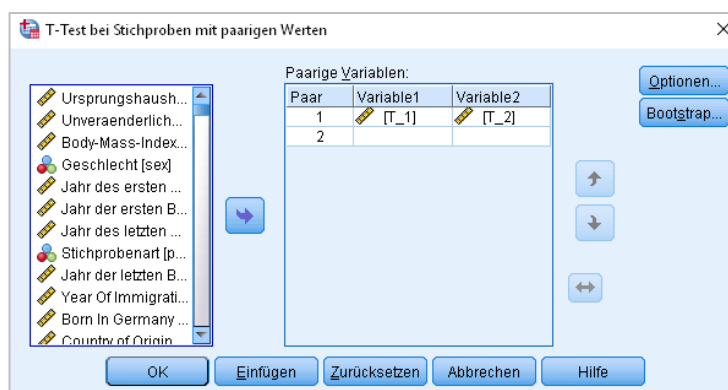 T-Test bei Stichproben mit paarigen Werten
Ursprungshaush...
Unveraenderlich...
Body-Mass-Index...
Geschlecht [sex]
Jahr des ersten ...
Jahr der ersten B...
Jahr des letzten ...
Stichprobenart [p...
Jahr der letzten B...
Year Of Immigrati...
Born In Germany ...
Country of Origin
Paarige Variablen:
Paar Variable1 Variable2
1 [T_1] [T_2]
2
Optionen...
Bootstrap...
OK Einfügen Zurücksetzen Abbrechen Hilfe